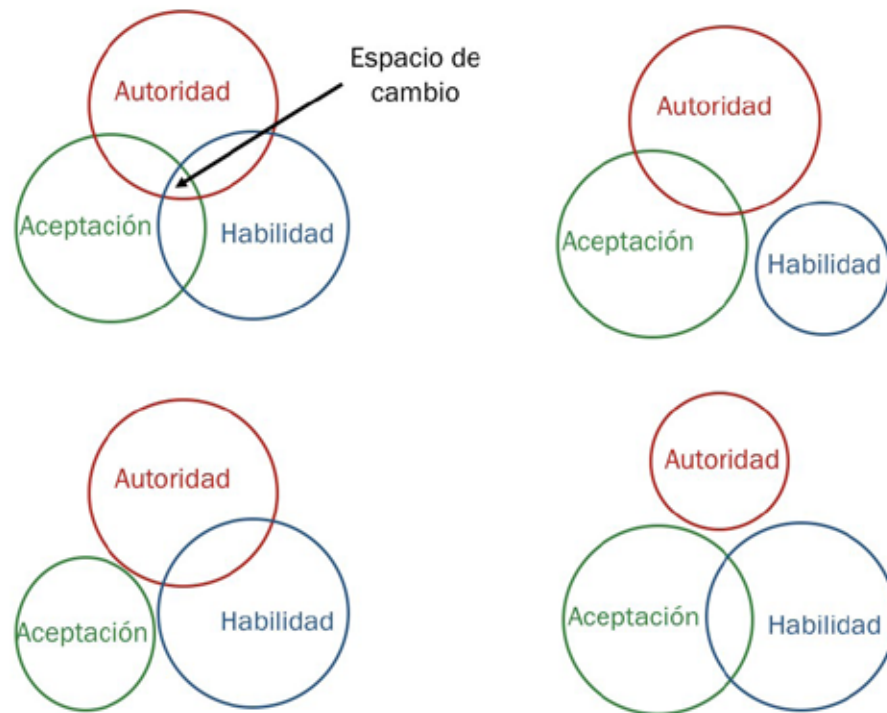 Autoridad
Espacio de
cambio
Aceptación
Habilidad
Autoridad
Aceptación
Habilidad
Autoridad
Aceptación
Habilidad
Autoridad
Aceptación
Habilidad